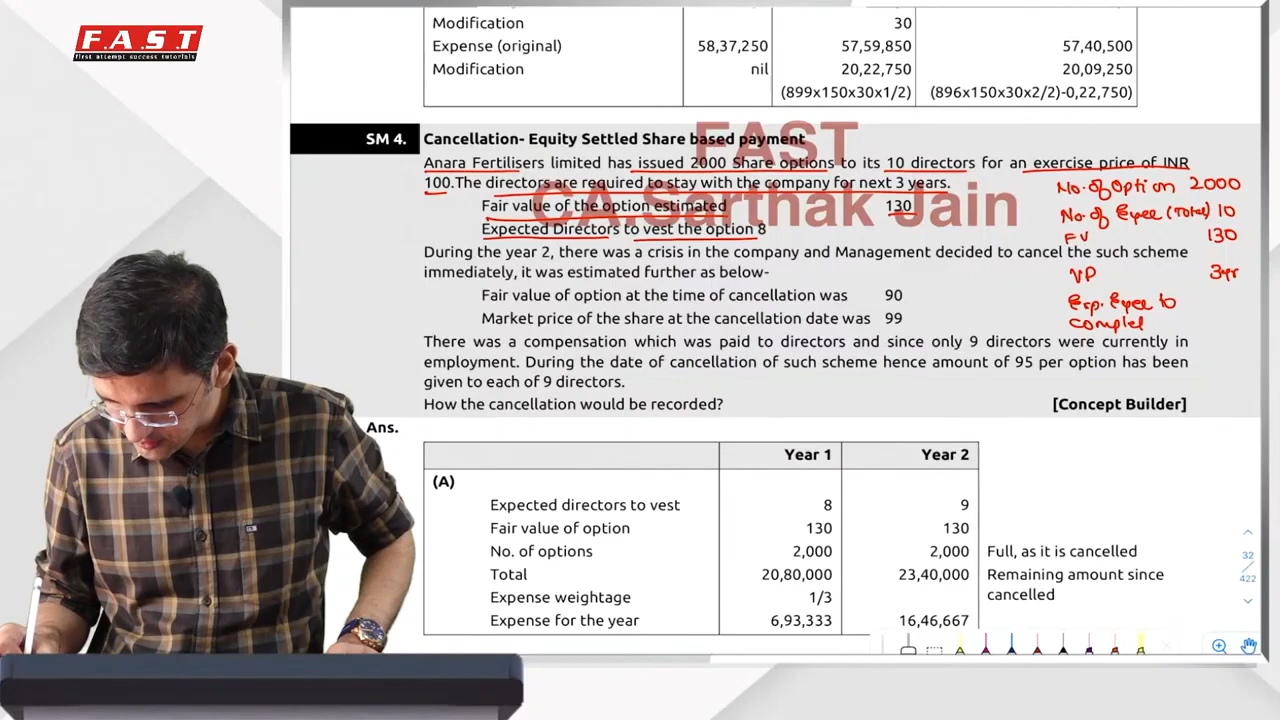 F.A.S.T
first attempt success tutorials
Modification 30
Expense (original) 58,37,250 57,59,850 57,40,500
Modification nil 20,22,750 20,09,250
(899x150x30x1/2) (896x150x30x2/2)-0,22,750)
SM 4. Cancellation- Equity Settled Share based payment
Anara Fertilisers limited has issued 2000 Share options to its 10 directors for an exercise price of INR
100.The directors are required to stay with the company for next 3 years.
Fair value of the option estimated 130
Expected Directors to vest the option 8
During the year 2, there was a crisis in the company and Management decided to cancel the such scheme
immediately, it was estimated further as below-
Fair value of option at the time of cancellation was 90
Market price of the share at the cancellation date was 99
There was a compensation which was paid to directors and since only 9 directors were currently in
employment. During the date of cancellation of such scheme hence amount of 95 per option has been
given to each of 9 directors.
How the cancellation would be recorded? [Concept Builder]
FAST
CA.Sarthak Jain
No. of Option 2000
No. of Eyee (Total) 10
FV 130
VP 3yr
Exp. Eyee to
complet
Ans.
Year 1 Year 2
(A)
Expected directors to vest 8 9
Fair value of option 130 130
No. of options 2,000 2,000 Full, as it is cancelled
Total 20,80,000 23,40,000 Remaining amount since
cancelled
Expense weightage 1/3
Expense for the year 6,93,333 16,46,667
32
/
422